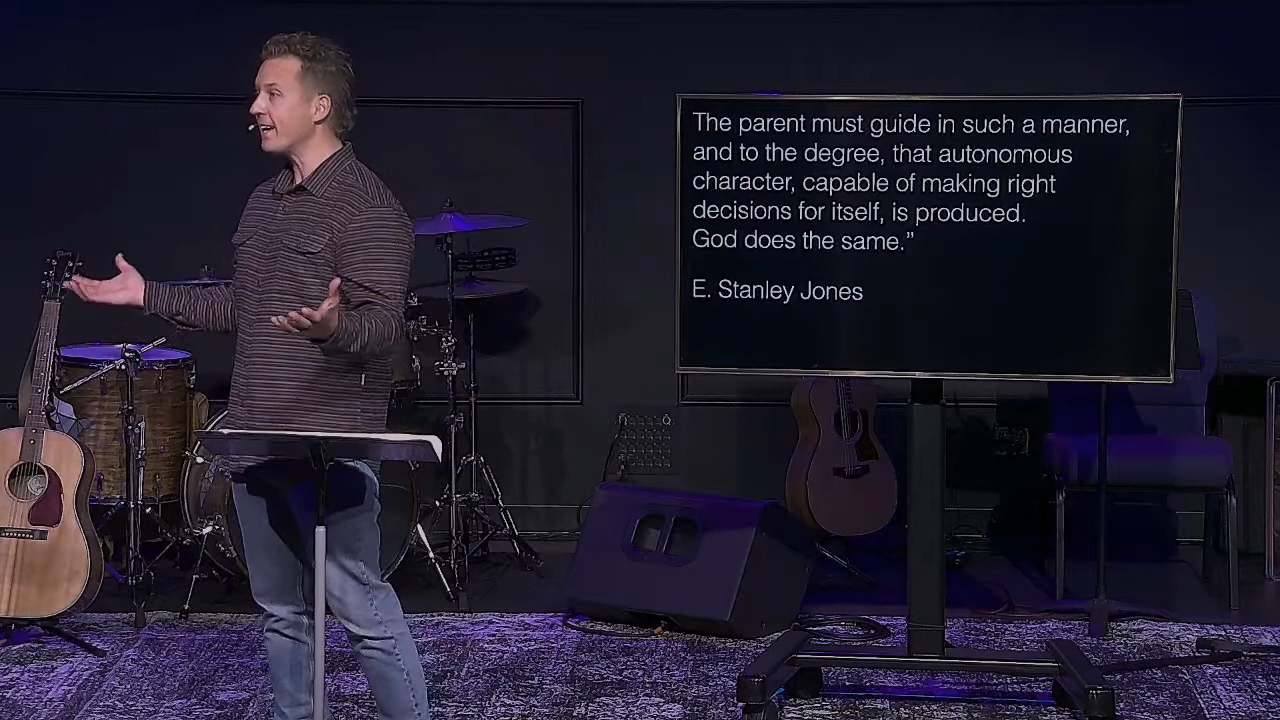 The parent must guide in such a manner,
and to the degree, that autonomous
character, capable of making right
decisions for itself, is produced.
God does the same.”
E. Stanley Jones